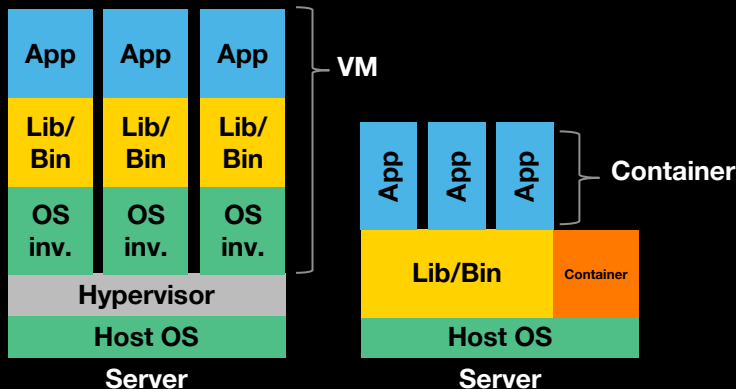 App App App
VM
Lib/ Lib/ Lib/
Bin Bin Bin
OS OS OS
inv. inv. inv.
Hypervisor
Host OS
Server
App App App
Container
Lib/Bin
Container
Host OS
Server